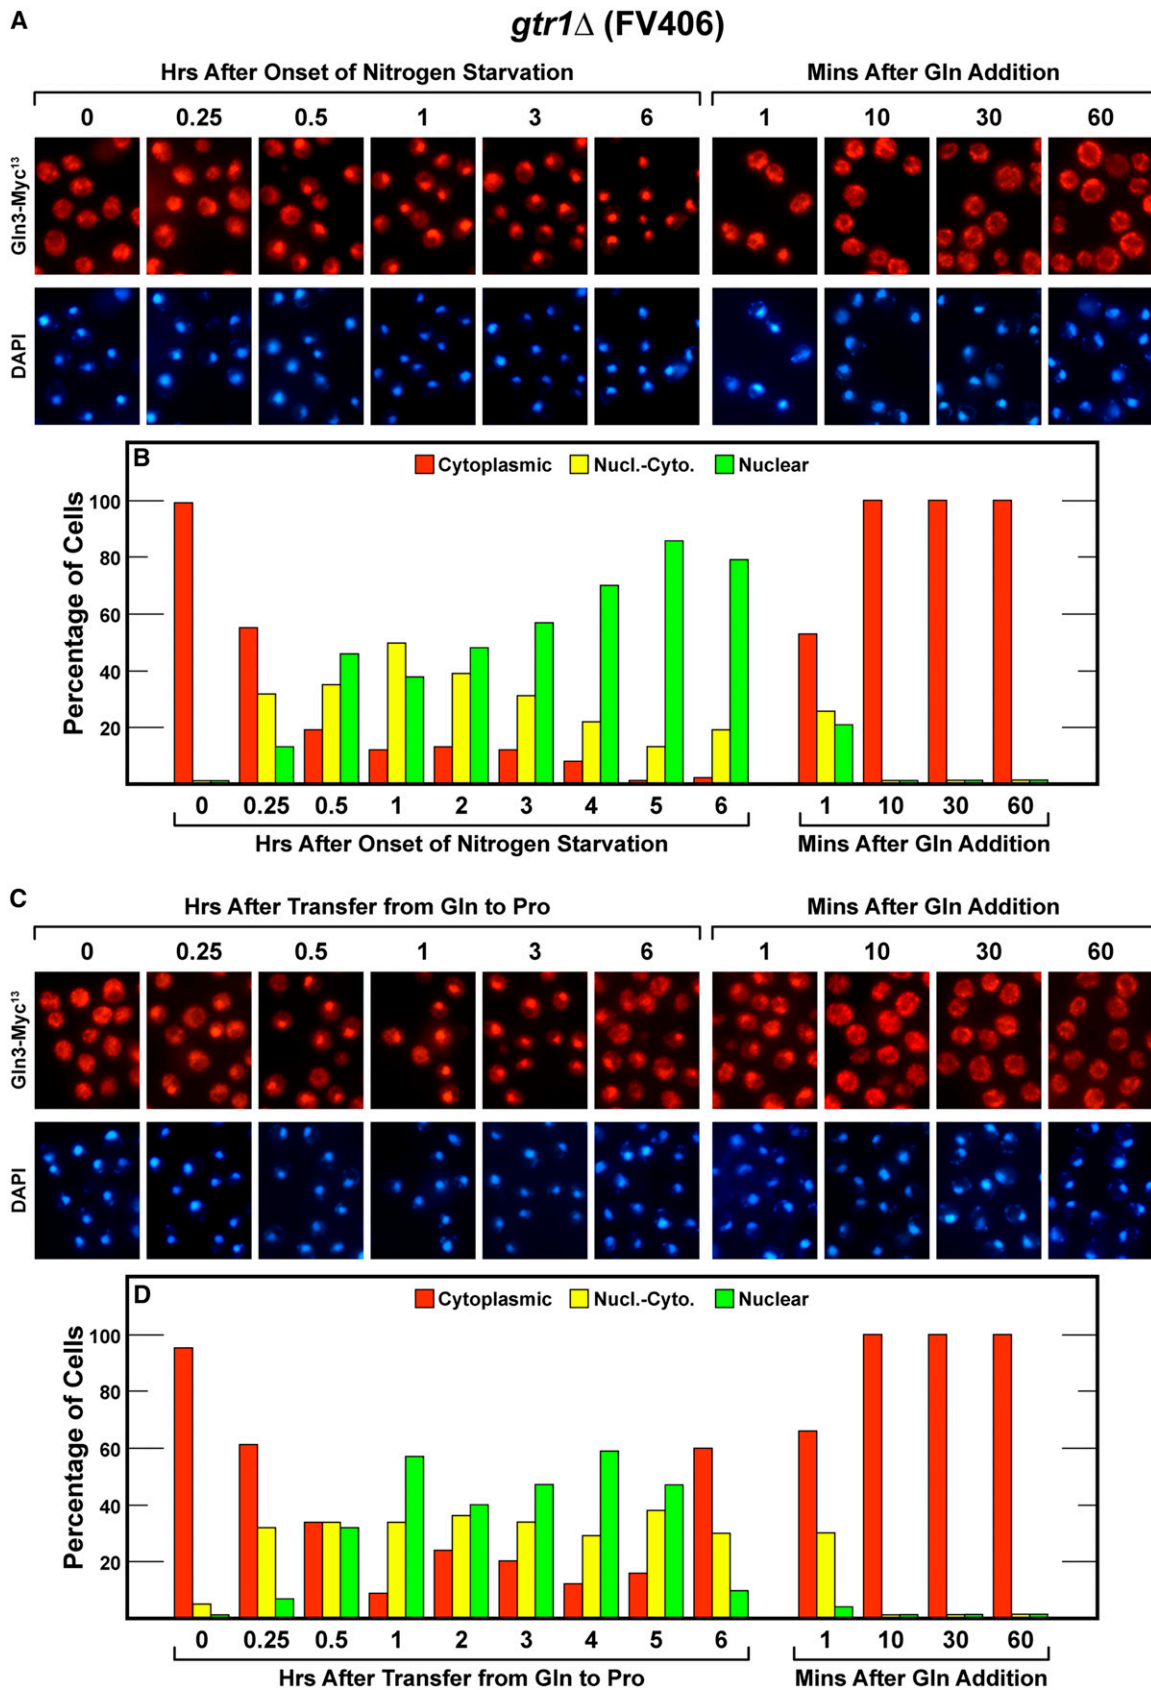 A
gtr1Δ (FV406)
Hrs After Onset of Nitrogen Starvation Mins After Gln Addition
0 0.25 0.5 1 3 6 1 10 30 60
Gln3-Myc¹³
DAPI
B
Cytoplasmic Nucl.-Cyto. Nuclear
Percentage of Cells
100
80
60
40
20
0 0.25 0.5 1 2 3 4 5 6 1 10 30 60
Hrs After Onset of Nitrogen Starvation Mins After Gln Addition
C
Hrs After Transfer from Gln to Pro Mins After Gln Addition
0 0.25 0.5 1 3 6 1 10 30 60
Gln3-Myc¹³
DAPI
D
Cytoplasmic Nucl.-Cyto. Nuclear
Percentage of Cells
100
80
60
40
20
0 0.25 0.5 1 2 3 4 5 6 1 10 30 60
Hrs After Transfer from Gln to Pro Mins After Gln Addition